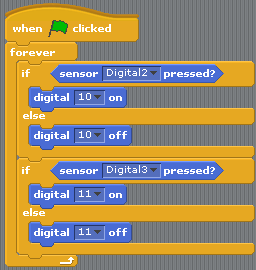 when clicked
forever
if sensor Digital2 pressed?
digital 10 on
else
digital 10 off
if sensor Digital3 pressed?
digital 11 on
else
digital 11 off